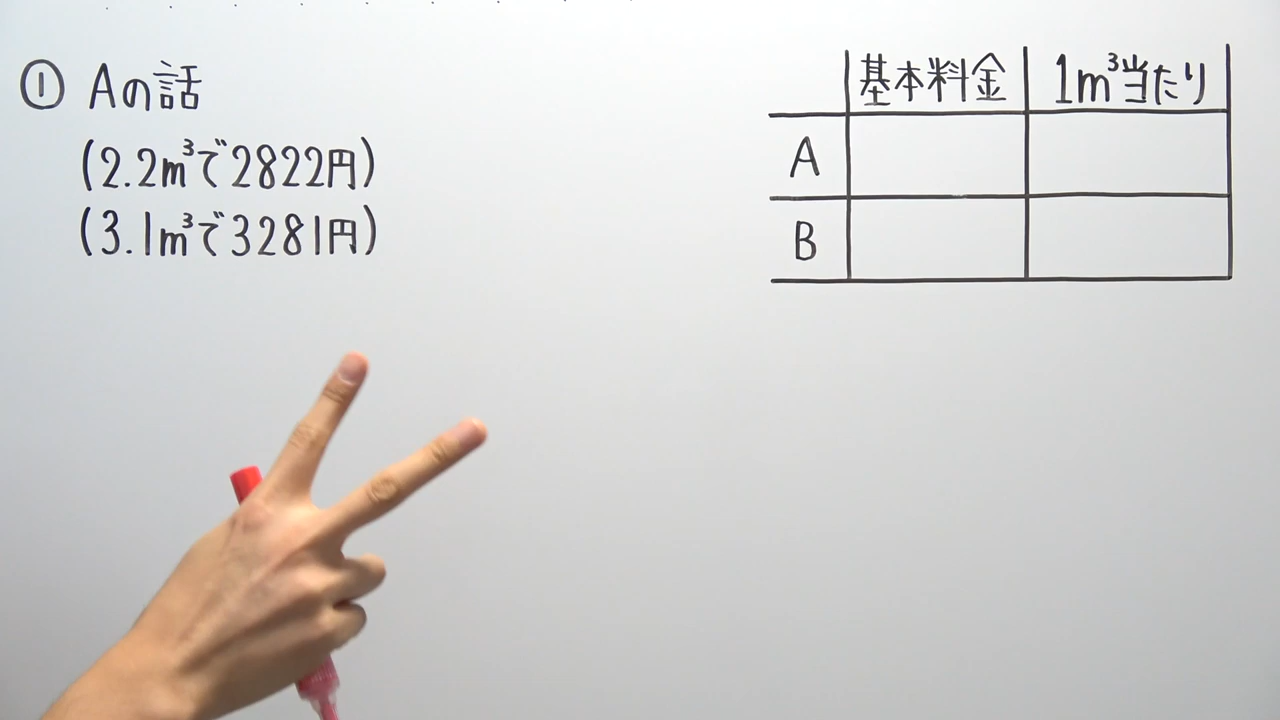 ① Aの話
(2.2m³で2822円)
(3.1m³で3281円)
基本料金 1m³当たり
A
B